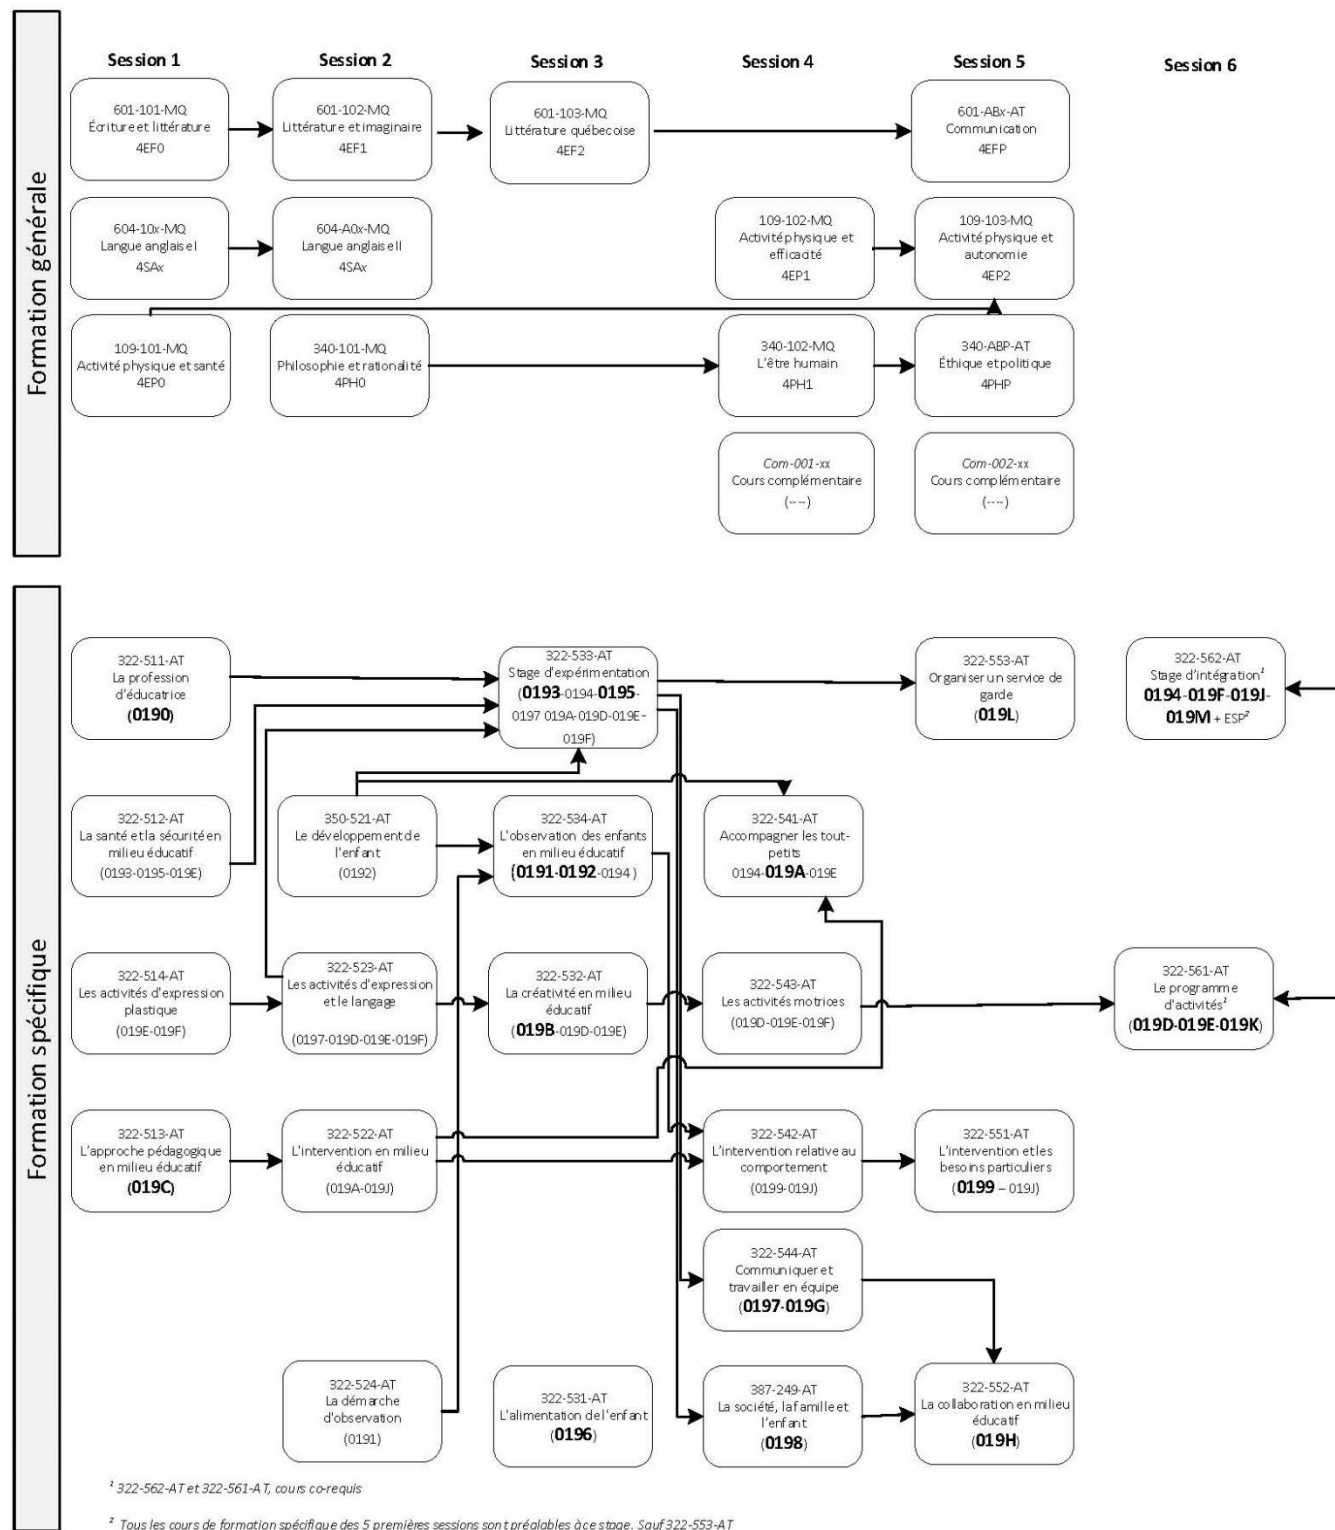 Formation générale
Session 1
Session 2
Session 3
Session 4
Session 5
Session 6
601-101-MQ
Écriture et littérature
4EF0
601-102-MQ
Littérature et imaginaire
4EF1
601-103-MQ
Littérature québecoise
4EF2
601-ABx-AT
Communication
4EFP
604-10x-MQ
Langue anglaise I
4SAx
604-A0x-MQ
Langue anglaise II
4SAx
109-102-MQ
Activité physique et
efficacité
4EP1
109-103-MQ
Activité physique et
autonomie
4EP2
109-101-MQ
Activité physique et santé
4EP0
340-101-MQ
Philosophie et rationalité
4PH0
340-102-MQ
L'être humain
4PH1
340-ABP-AT
Éthique et politique
4PHP
Com-001-xx
Cours complémentaire
(----)
Com-002-xx
Cours complémentaire
(----)
Formation spécifique
322-511-AT
La profession
d'éducatrice
(0190)
322-533-AT
Stage d'expérimentation
(0193-0194-0195-
0197 019A-019D-019E-
019F)
322-553-AT
Organiser un service de
garde
(019L)
322-562-AT
Stage d'intégration¹
0194-019F-019J-
019M + ESP²
322-512-AT
La santé et la sécurité en
milieu éducatif
(0193-0195-019E)
350-521-AT
Le développement de
l'enfant
(0192)
322-534-AT
L'observation des enfants
en milieu éducatif
(0191-0192-0194 )
322-541-AT
Accompagner les tout-
petits
0194-019A-019E
322-514-AT
Les activités d'expression
plastique
(019E-019F)
322-523-AT
Les activités d'expression
et le langage
(0197-019D-019E-019F)
322-532-AT
La créativité en milieu
éducatif
(019B-019D-019E)
322-543-AT
Les activités motrices
(019D-019E-019F)
322-561-AT
Le programme
d'activités¹
(019D-019E-019K)
322-513-AT
L'approche pédagogique
en milieu éducatif
(019C)
322-522-AT
L'intervention en milieu
éducatif
(019A-019J)
322-542-AT
L'intervention relative au
comportement
(0199-019J)
322-551-AT
L'intervention et les
besoins particuliers
(0199 – 019J)
322-544-AT
Communiquer et
travailler en équipe
(0197-019G)
322-524-AT
La démarche
d'observation
(0191)
322-531-AT
L'alimentation de l'enfant
(0196)
387-249-AT
La société, la famille et
l'enfant
(0198)
322-552-AT
La collaboration en milieu
éducatif
(019H)
¹ 322-562-AT et 322-561-AT, cours co-requis
² Tous les cours de formation spécifique des 5 premières sessions sont préalables à ce stage. Sauf 322-553-AT